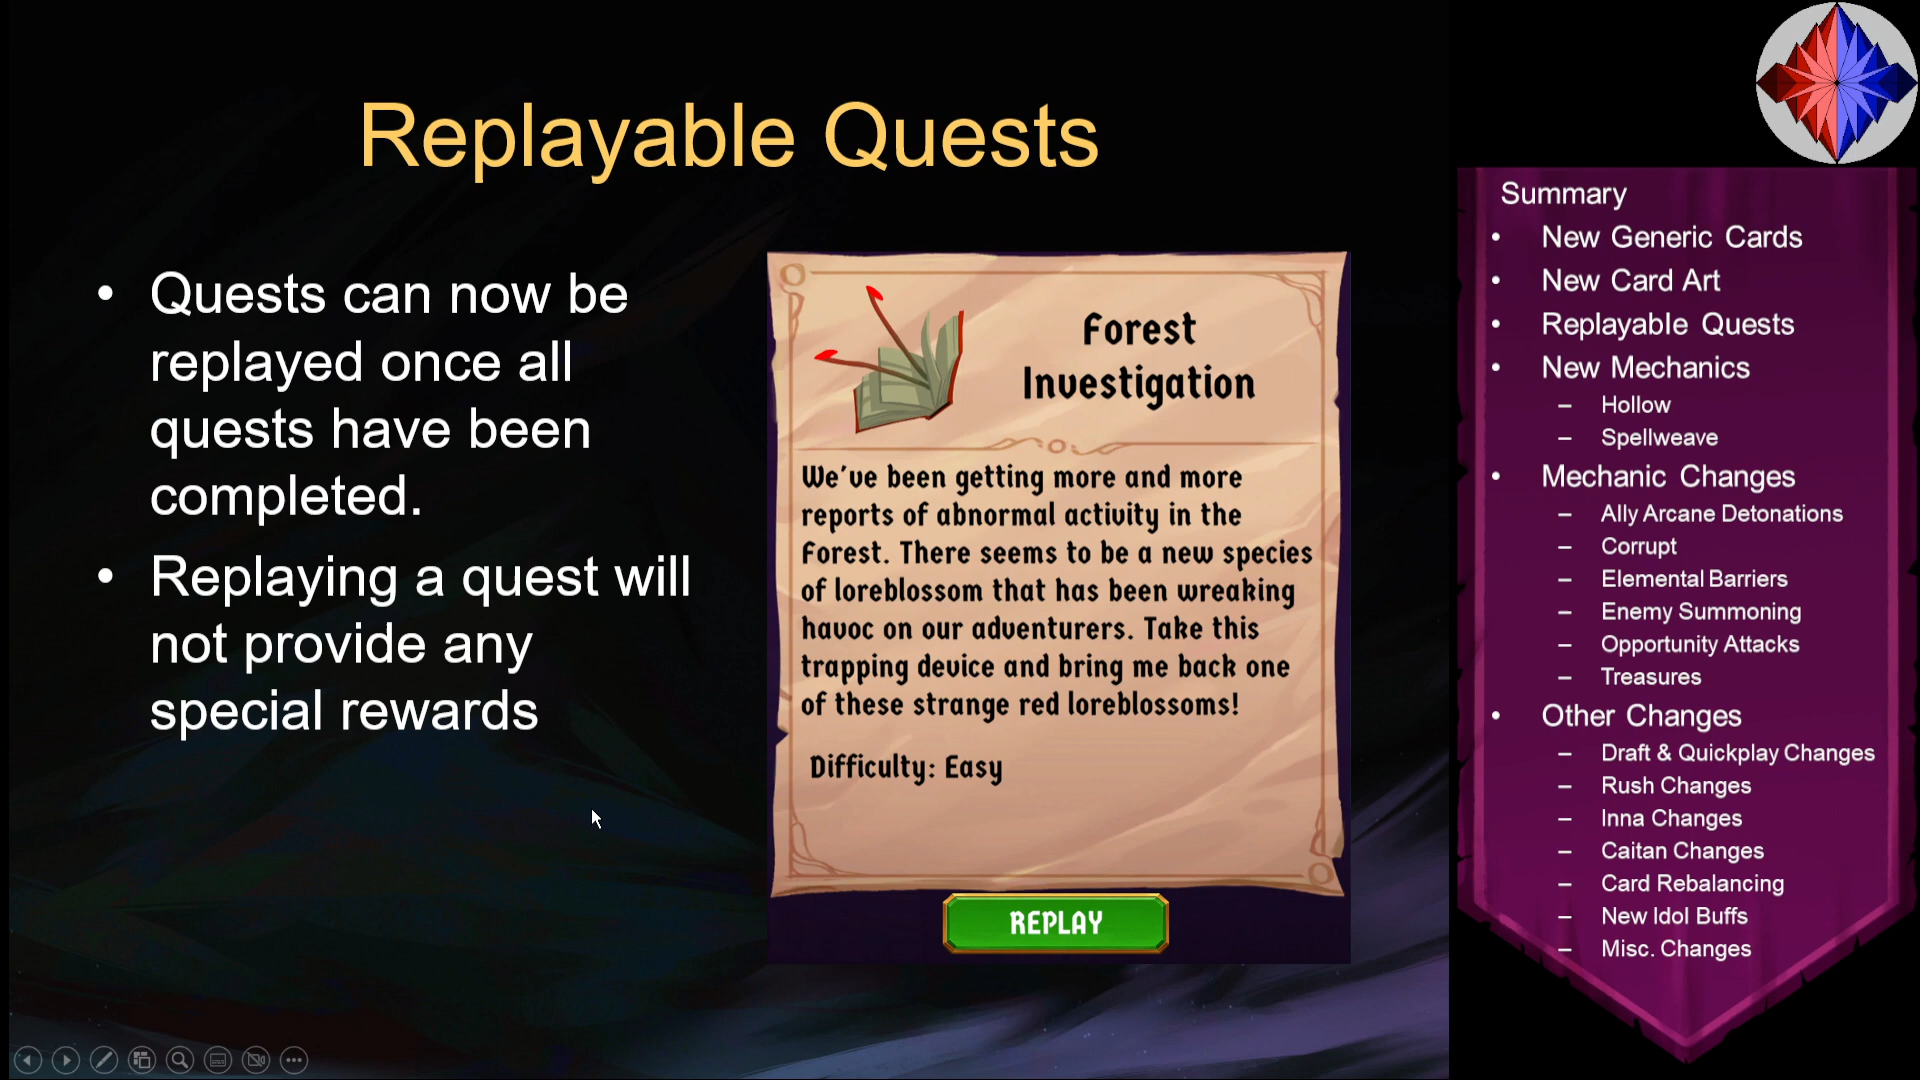 Replayable Quests
• Quests can now be
replayed once all
quests have been
completed.
• Replaying a quest will
not provide any
special rewards
Forest
Investigation
We've been getting more and more
reports of abnormal activity in the
Forest. There seems to be a new species
of loreblossom that has been wreaking
havoc on our adventurers. Take this
trapping device and bring me back one
of these strange red loreblossoms!
Difficulty: Easy
REPLAY
Summary
• New Generic Cards
• New Card Art
• Replayable Quests
• New Mechanics
– Hollow
– Spellweave
• Mechanic Changes
– Ally Arcane Detonations
– Corrupt
– Elemental Barriers
– Enemy Summoning
– Opportunity Attacks
– Treasures
• Other Changes
– Draft & Quickplay Changes
– Rush Changes
– Inna Changes
– Caitan Changes
– Card Rebalancing
– New Idol Buffs
– Misc. Changes